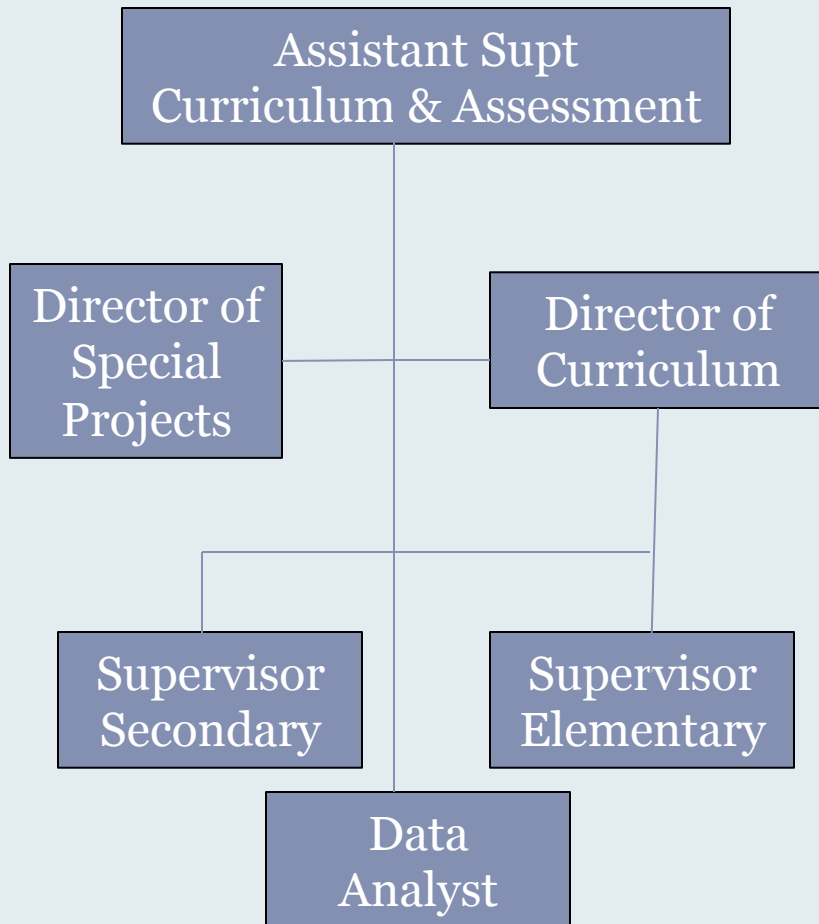 Assistant Supt
Curriculum & Assessment
Director of
Special
Projects
Director of
Curriculum
Supervisor
Secondary
Supervisor
Elementary
Data
Analyst